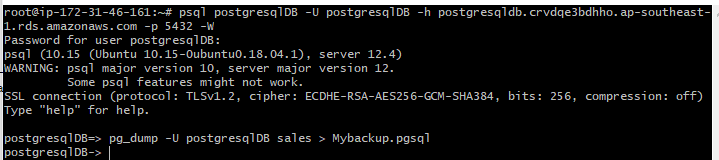 root@ip-172-31-46-161:~# psql postgresqlDB -U postgresqlDB -h postgresqldb.crvdqe3bdhho.ap-southeast-
1.rds.amazonaws.com -p 5432 -W
Password for user postgresqlDB:
psql (10.15 (Ubuntu 10.15-0ubuntu0.18.04.1), server 12.4)
WARNING: psql major version 10, server major version 12.
         Some psql features might not work.
SSL connection (protocol: TLSv1.2, cipher: ECDHE-RSA-AES256-GCM-SHA384, bits: 256, compression: off)
Type "help" for help.

postgresqlDB=> pg_dump -U postgresqlDB sales > Mybackup.pgsql
postgresqlDB->